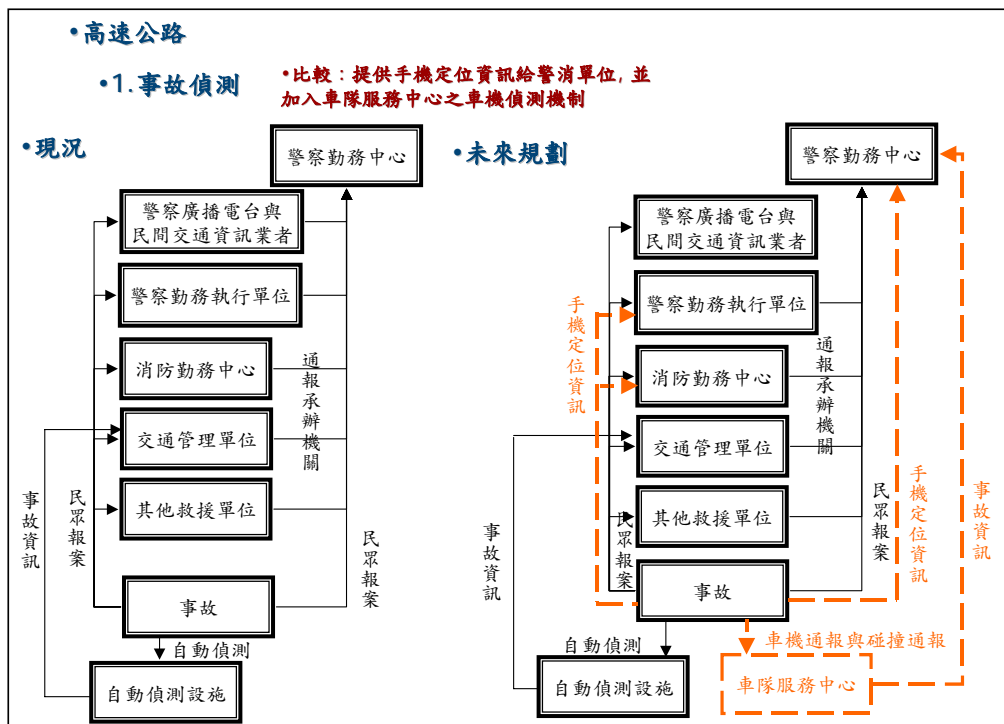 •高速公路
•1.事故偵測
•比較：提供手機定位資訊給警消單位, 並
加入車隊服務中心之車機偵測機制
•現況
警察勤務中心
警察廣播電台與
民間交通資訊業者
警察勤務執行單位
消防勤務中心
通報承辦機關
交通管理單位
其他救援單位
事故資訊
民眾報案
民眾報案
事故
自動偵測
自動偵測設施
•未來規劃
警察勤務中心
警察廣播電台與
民間交通資訊業者
警察勤務執行單位
手機定位資訊
消防勤務中心
通報承辦機關
交通管理單位
其他救援單位
事故資訊
民眾報案
民眾報案
手機定位資訊
事故資訊
事故
自動偵測
車機通報與碰撞通報
自動偵測設施
車隊服務中心